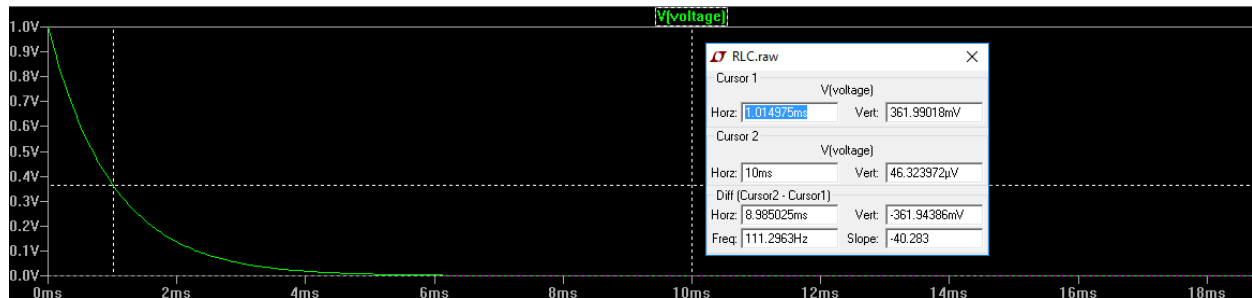 V(voltage)
1.0V
0.9V
0.8V
0.7V
0.6V
0.5V
0.4V
0.3V
0.2V
0.1V
0.0V
0ms 2ms 4ms 6ms 8ms 10ms 12ms 14ms 16ms 18ms
RLC.raw
Cursor 1
V(voltage)
Horz: 1.014975ms Vert: 361.99018mV
Cursor 2
V(voltage)
Horz: 10ms Vert: 46.323972µV
Diff (Cursor2 - Cursor1)
Horz: 8.985025ms Vert: -361.94386mV
Freq: 111.2963Hz Slope: -40.283